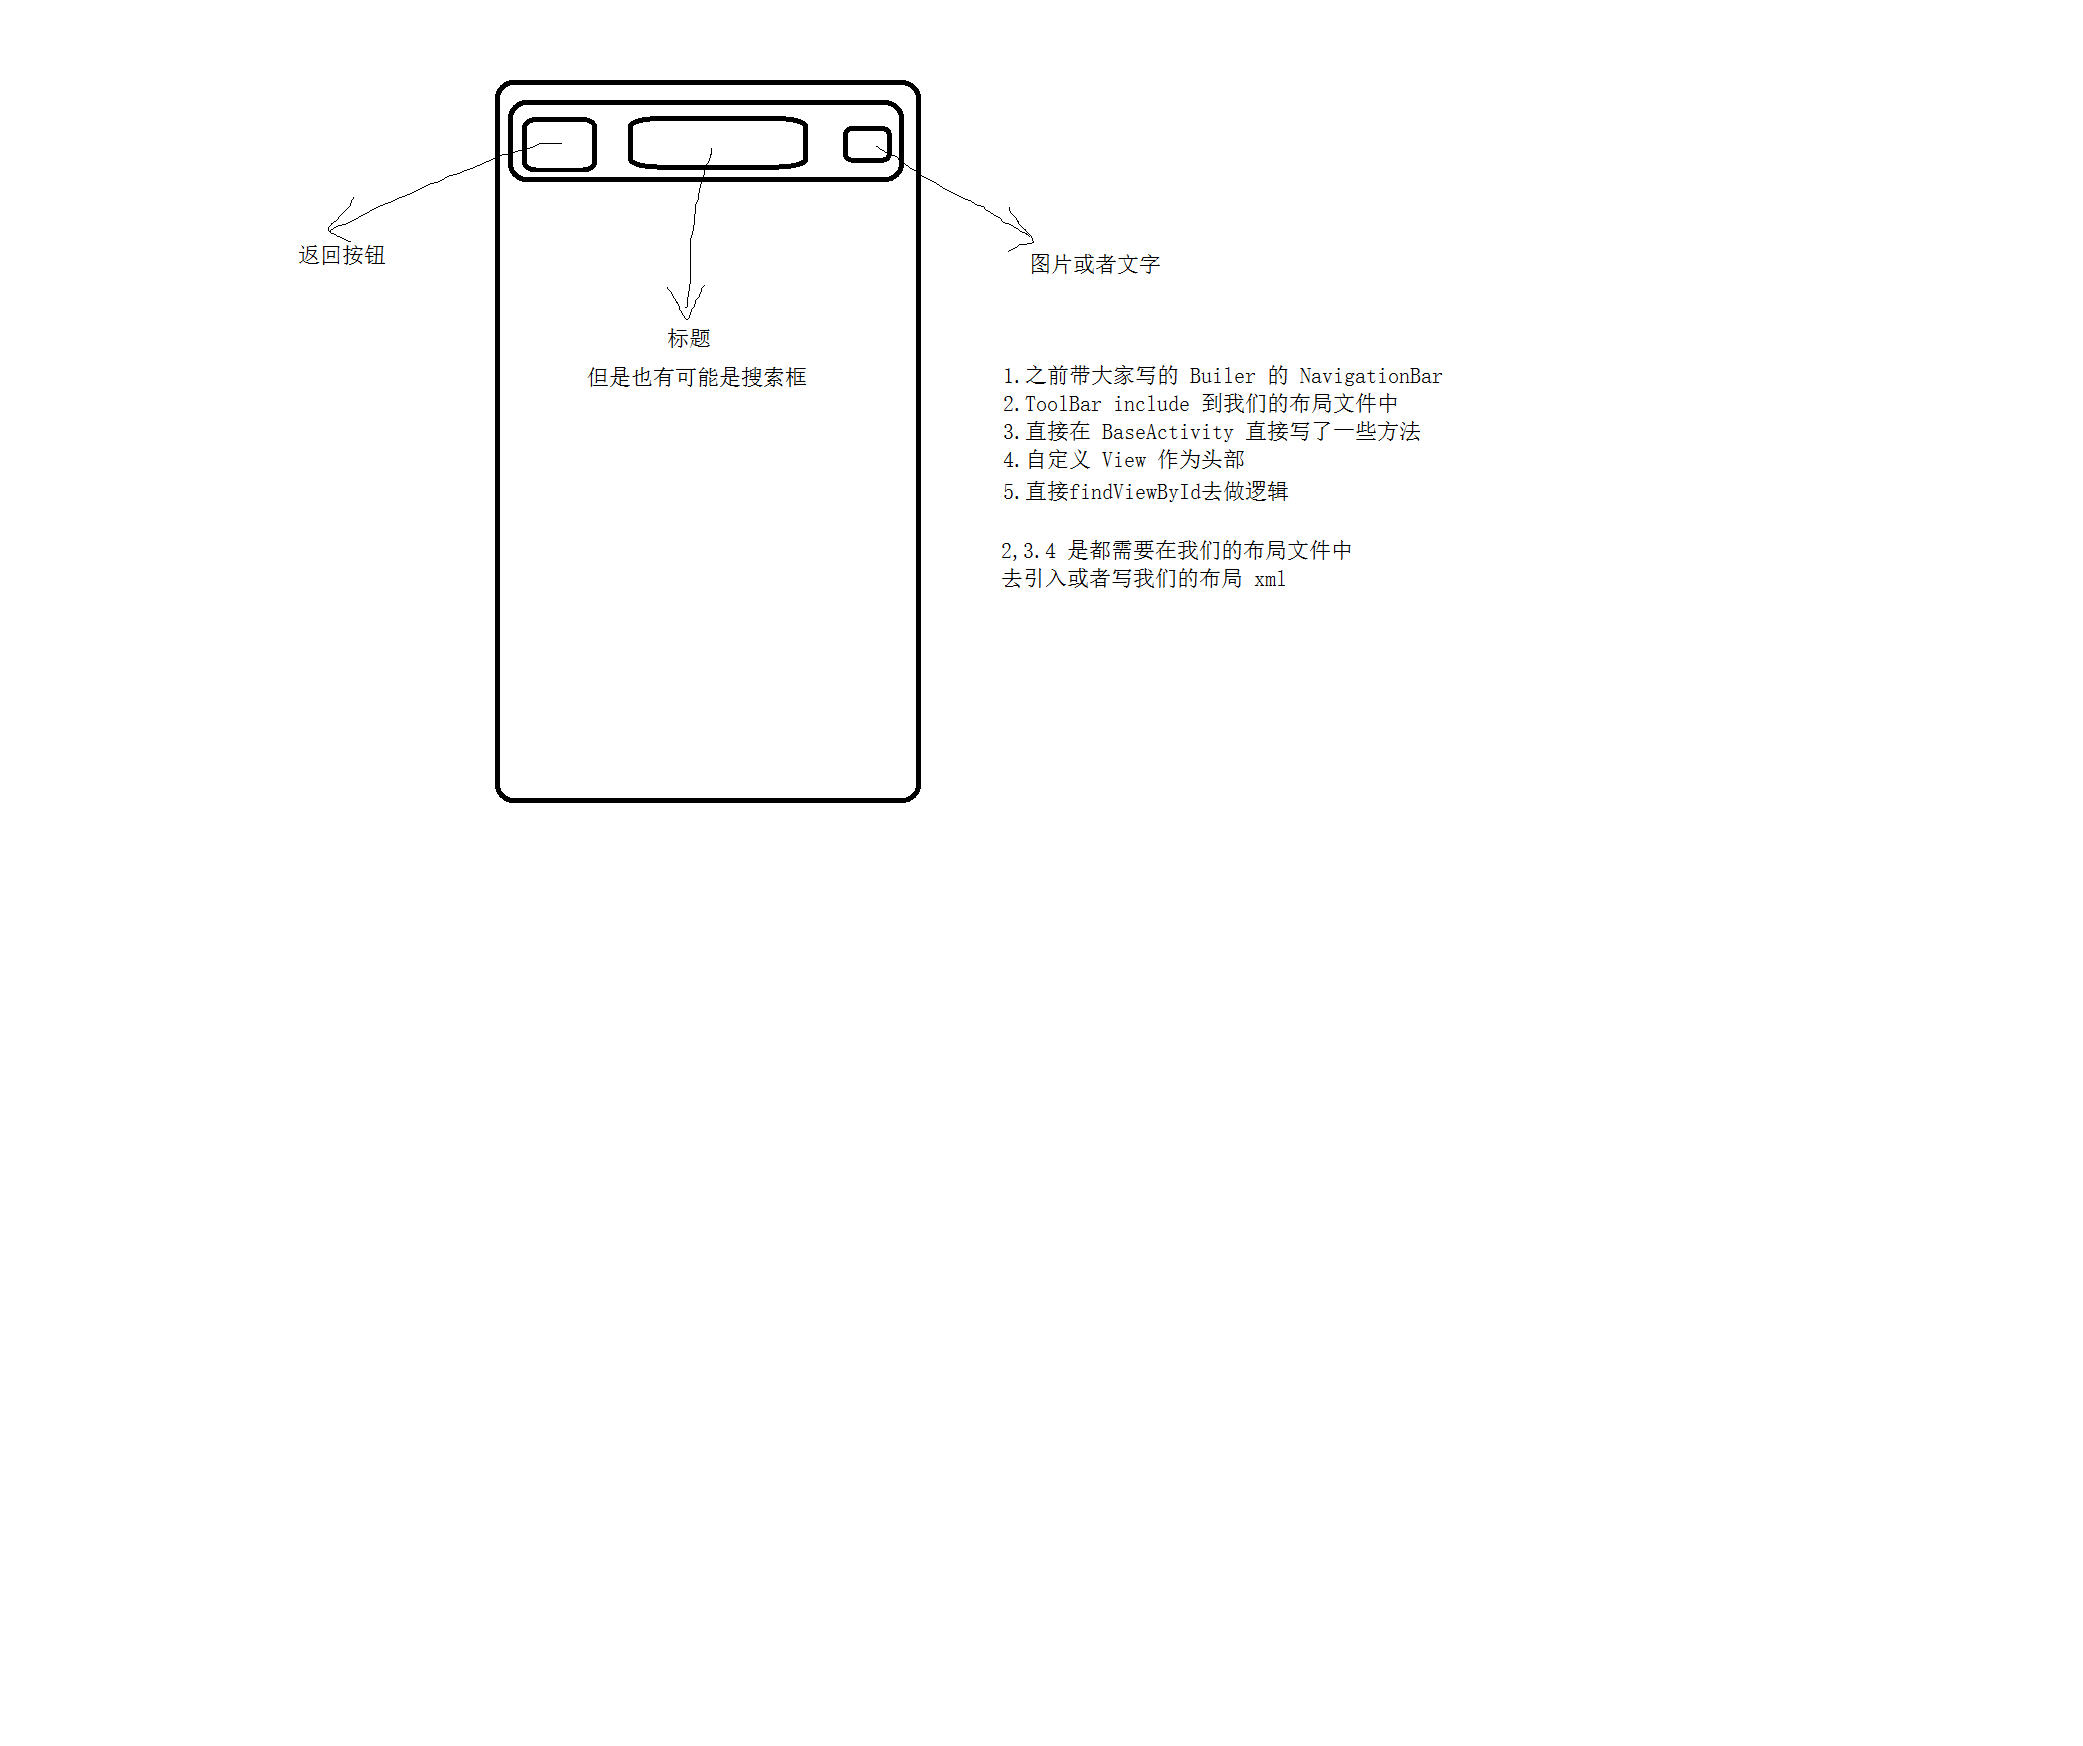 返回按钮
图片或者文字
标题
但是也有可能是搜索框
1.之前带大家写的 Builer 的 NavigationBar
2.ToolBar include 到我们的布局文件中
3.直接在 BaseActivity 直接写了一些方法
4.自定义 View 作为头部
5.直接findViewById去做逻辑
2,3.4 是都需要在我们的布局文件中
去引入或者写我们的布局 xml